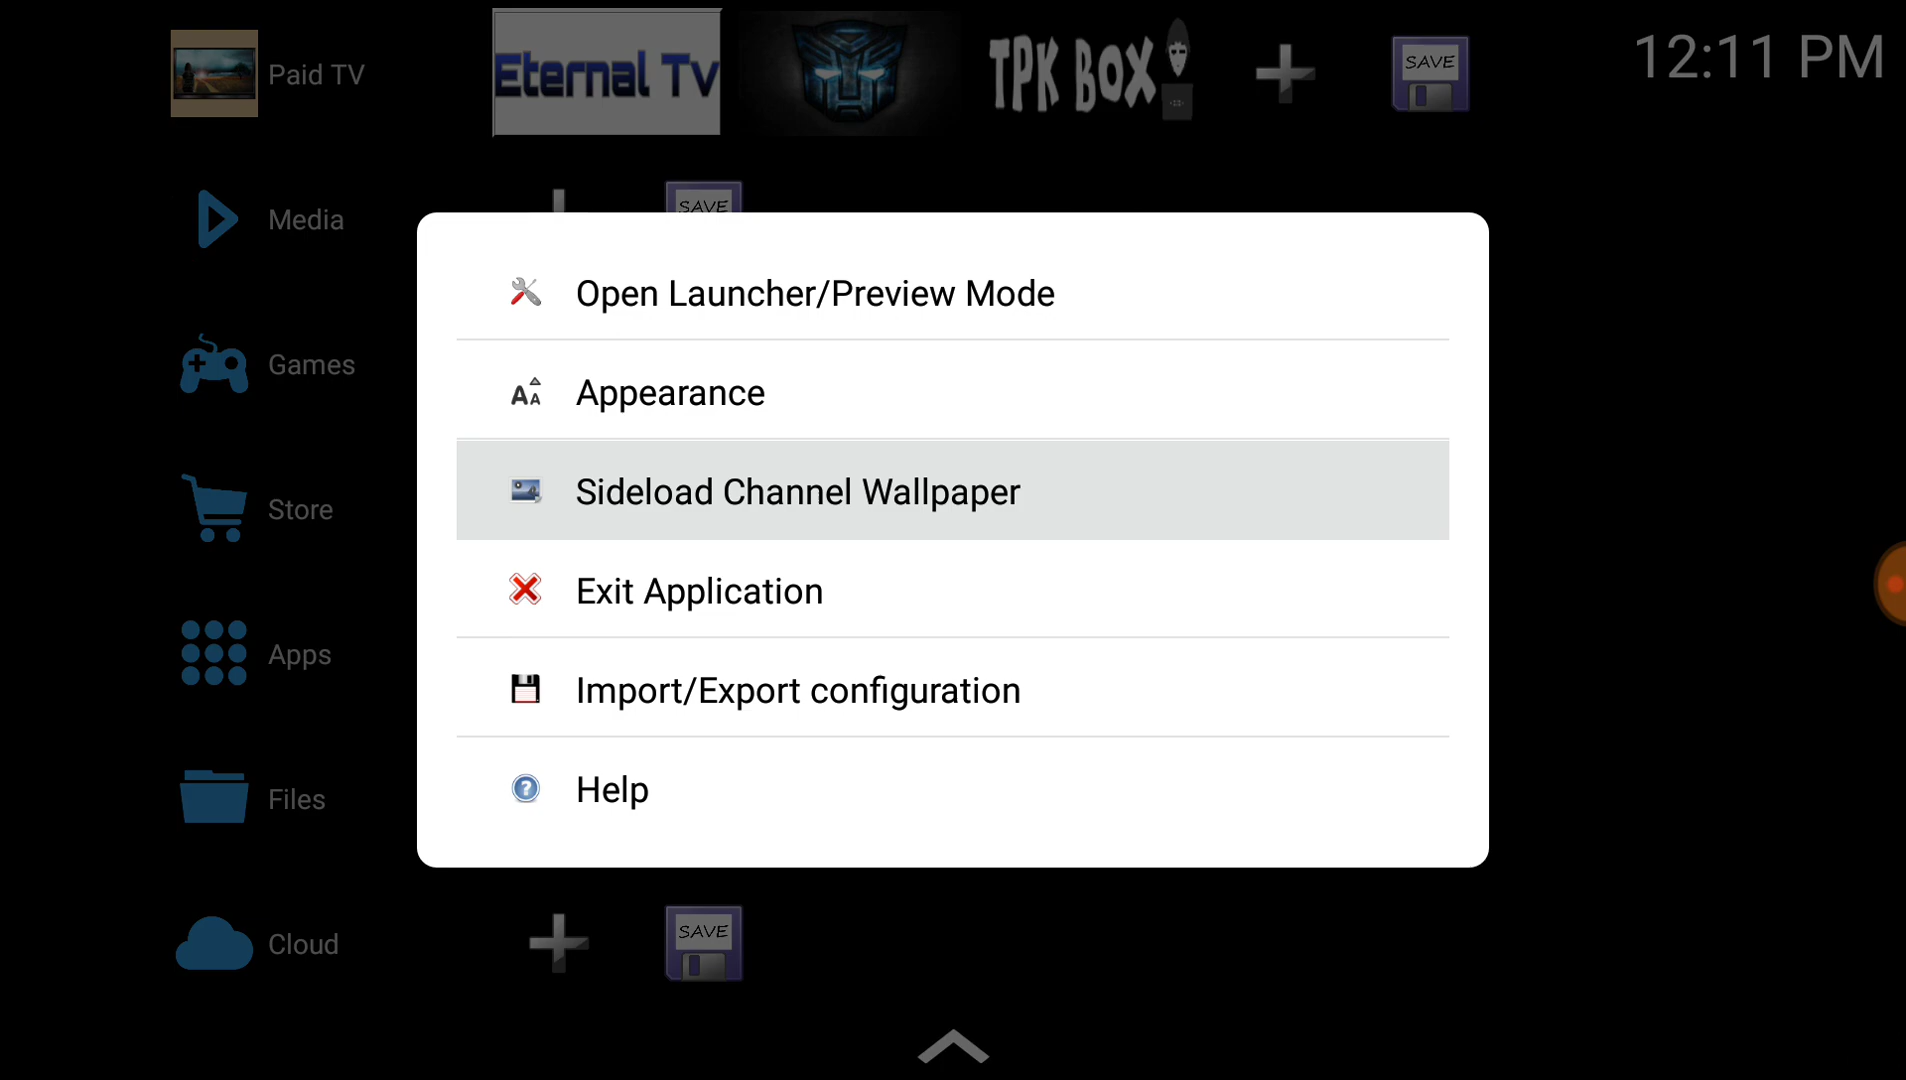 Paid TV
Eternal Tv
TPK BOX
SAVE
12:11 PM
Media
SAVE
Open Launcher/Preview Mode
Games
Appearance
Sideload Channel Wallpaper
Store
Exit Application
Apps
Import/Export configuration
Files
Help
Cloud
SAVE